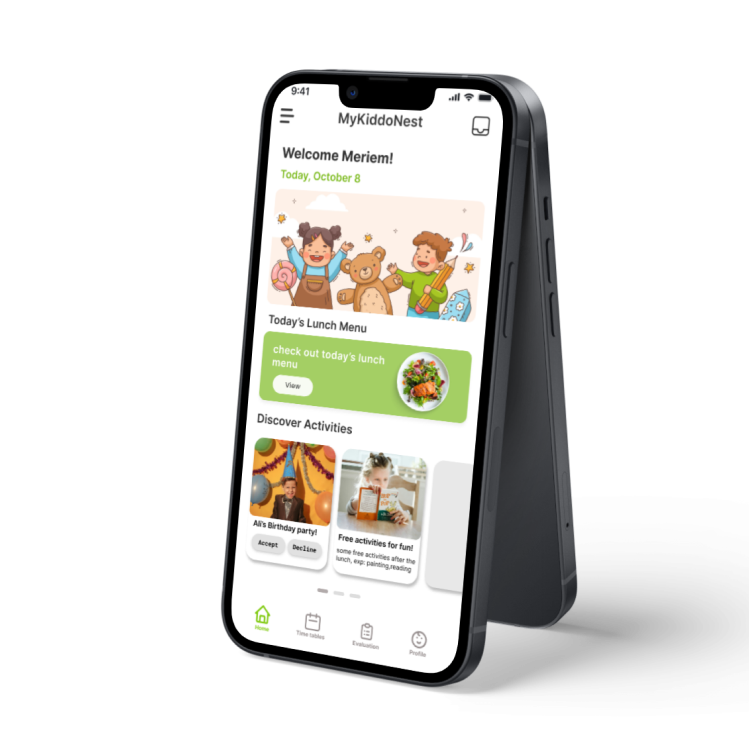 9:41
MyKiddoNest
Welcome Meriem!
Today, October 8
Today's Lunch Menu
check out today's lunch
menu
View
Discover Activities
Ali's Birthday party!
Accept Decline
Free activities for fun!
some free activities after the
lunch, exp: painting,reading
Home
Time tables
Evaluation
Profile